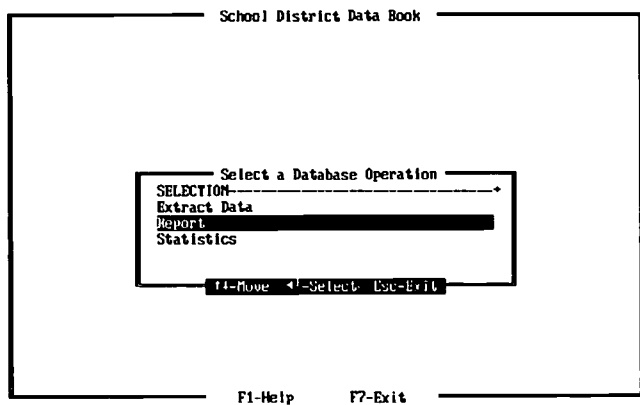 School District Data Book
Select a Database Operation
SELECTION
Extract Data
Report
Statistics
↑↓-Move ◄┘-Select Esc-Exit
F1-Help F7-Exit